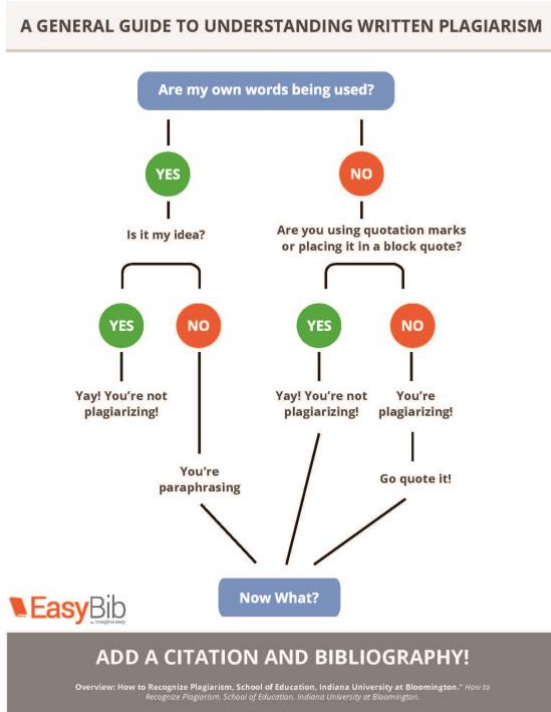 A GENERAL GUIDE TO UNDERSTANDING WRITTEN PLAGIARISM
Are my own words being used?
YES
NO
Is it my idea?
Are you using quotation marks
or placing it in a block quote?
YES
NO
YES
NO
Yay! You're not
plagiarizing!
Yay! You're not
plagiarizing!
You're
plagiarizing!
You're
paraphrasing
Go quote it!
Now What?
EasyBib
ADD A CITATION AND BIBLIOGRAPHY!
Overview: How to Recognize Plagiarism, School of Education, Indiana University at Bloomington." How to
Recognize Plagiarism, School of Education, Indiana University at Bloomington.